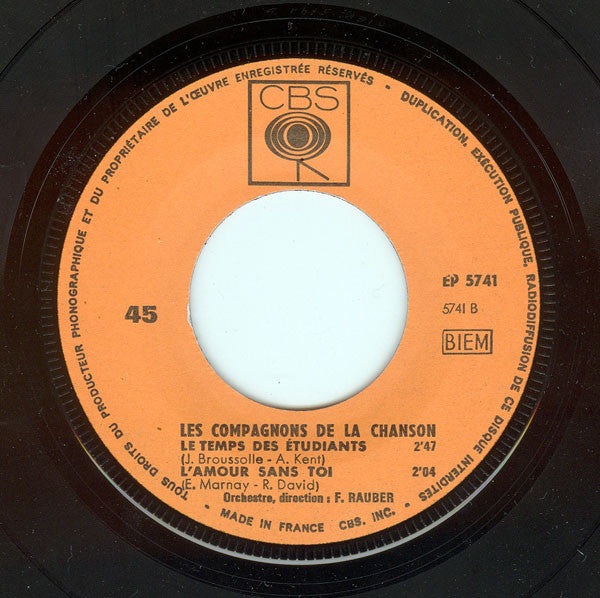 TOUS DROITS DU PRODUCTEUR PHONOGRAPHIQUE ET DU PROPRIÉTAIRE DE L'ŒUVRE ENREGISTRÉE RÉSERVÉS - DUPLICATION, EXÉCUTION PUBLIQUE, RADIODIFFUSION DE CE DISQUE INTERDITES
CBS
45
EP 5741
5741 B
BIEM
LES COMPAGNONS DE LA CHANSON
LE TEMPS DES ÉTUDIANTS 2'47
(J. Broussolle - A. Kent)
L'AMOUR SANS TOI 2'04
(E. Marnay - R. David)
Orchestre, direction : F. RAUBER
- MADE IN FRANCE CBS. INC. -